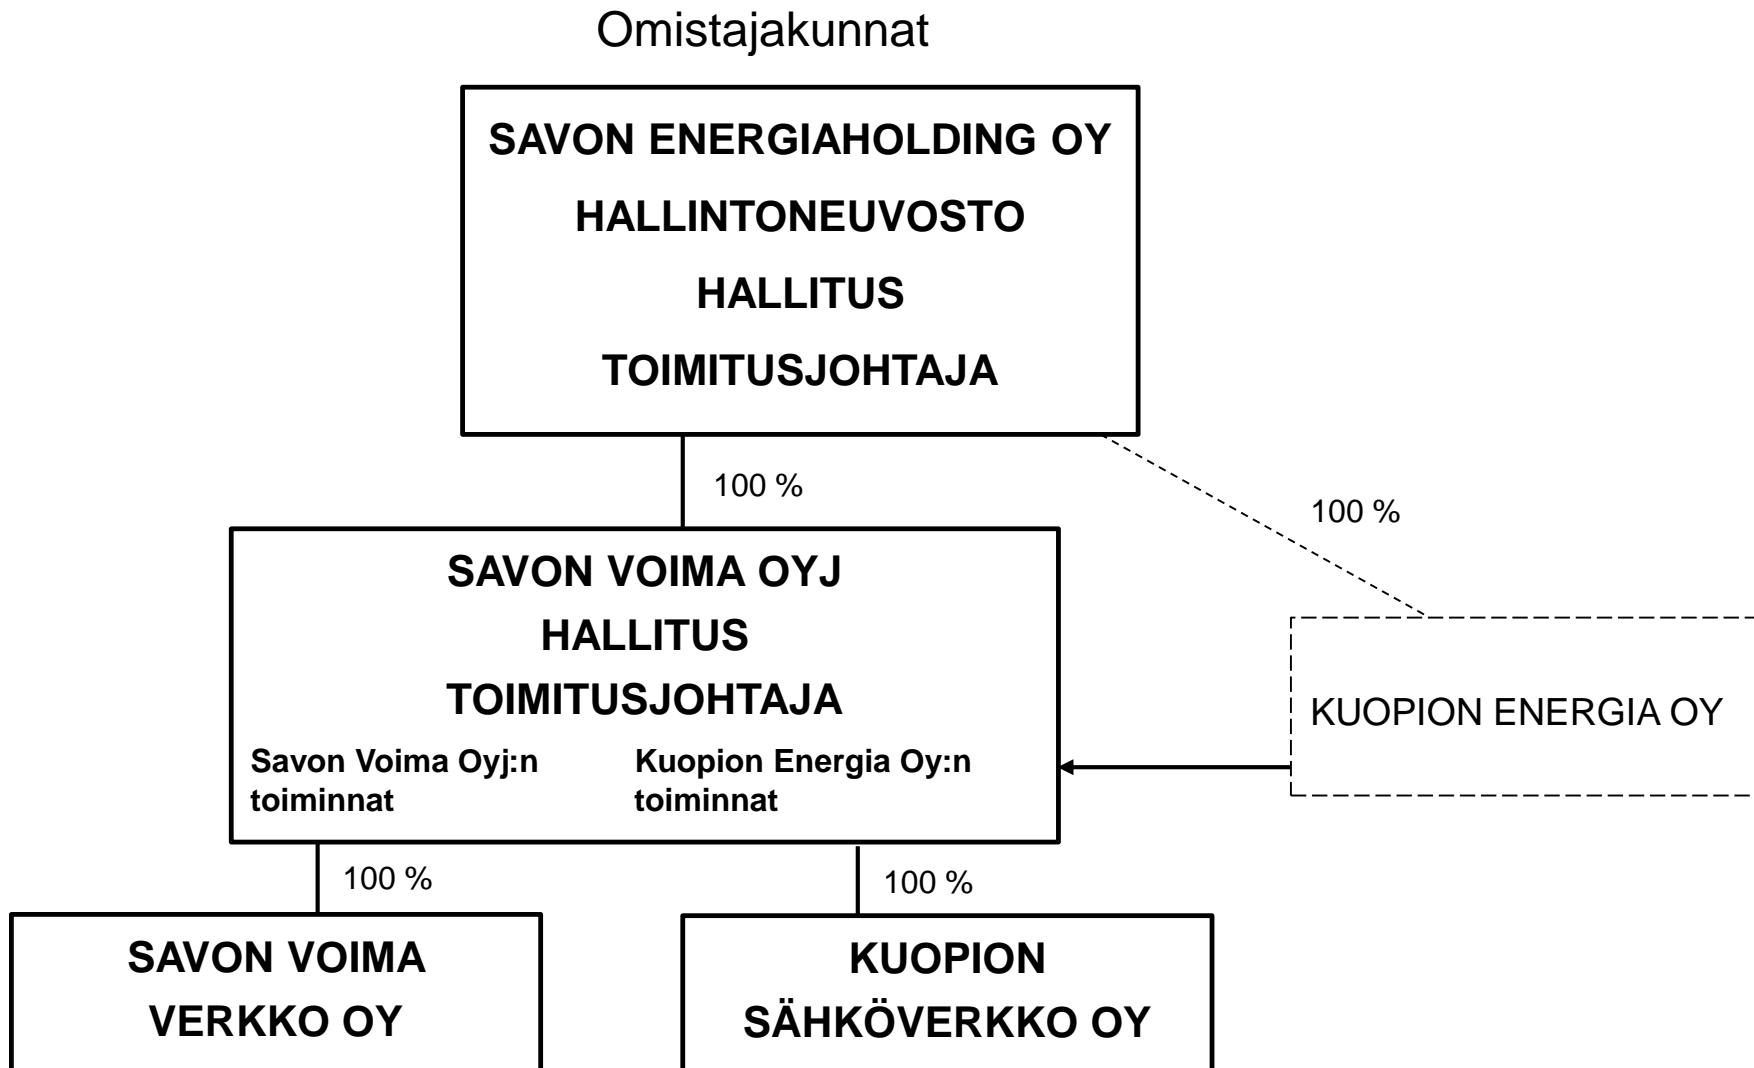 Omistajakunnat
SAVON ENERGIAHOLDING OY
HALLINTONEUVOSTO
HALLITUS
TOIMITUSJOHTAJA
100 %
100 %
SAVON VOIMA OYJ
HALLITUS
TOIMITUSJOHTAJA
Savon Voima Oyj:n
toiminnat
Kuopion Energia Oy:n
toiminnat
KUOPION ENERGIA OY
100 %
100 %
SAVON VOIMA
VERKKO OY
KUOPION
SÄHKÖVERKKO OY